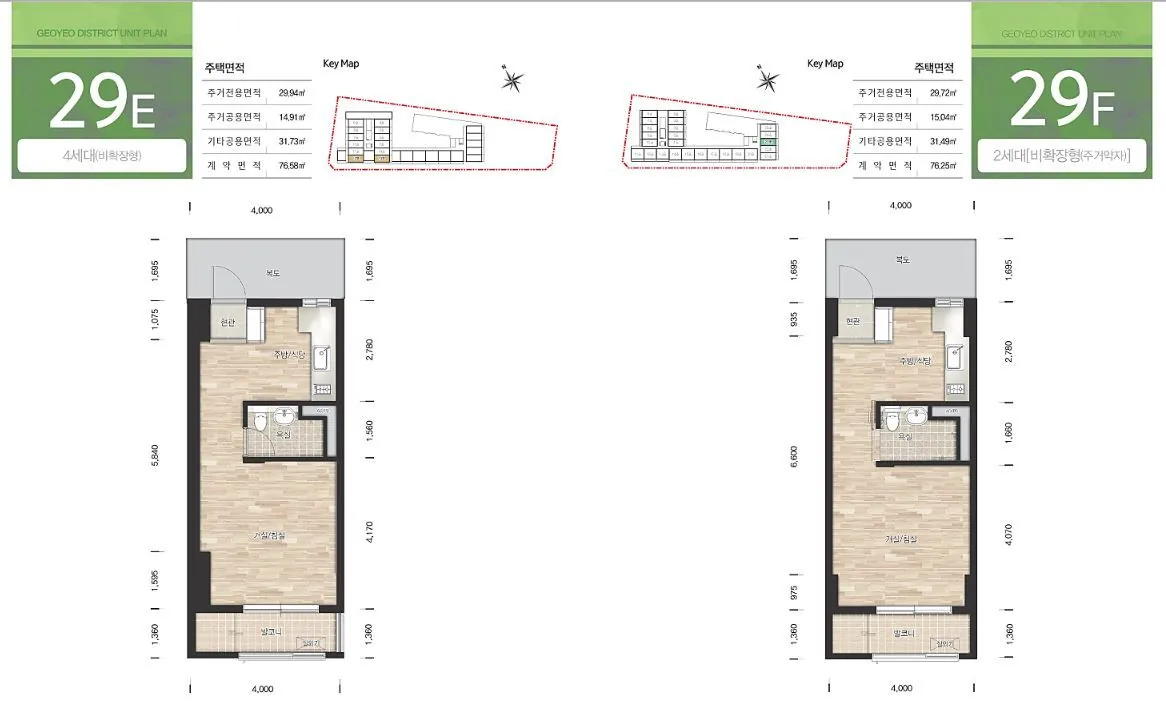 GEOYEO DISTRICT UNIT PLAN
29E
4세대(비확장형)
주택면적
주거전용면적 29,94㎡
주거공용면적 14,91㎡
기타공용면적 31,73㎡
계 약 면 적 76,58㎡
Key Map
Key Map
주택면적
주거전용면적 29,72㎡
주거공용면적 15,04㎡
기타공용면적 31,49㎡
계 약 면 적 76,25㎡
GEOYEO DISTRICT UNIT PLAN
29F
2세대[비확장형(주거약자)]
4,000
1,695
1,075
5,840
1,595
1,360
복도
현관
주방/식당
욕실
거실/침실
발코니
실외기
1,695
2,780
1,560
4,170
1,360
4,000
4,000
1,695
935
6,600
975
1,360
복도
현관
주방/식당
욕실
거실/침실
발코니
실외기
1,695
2,780
1,660
4,070
1,360
4,000